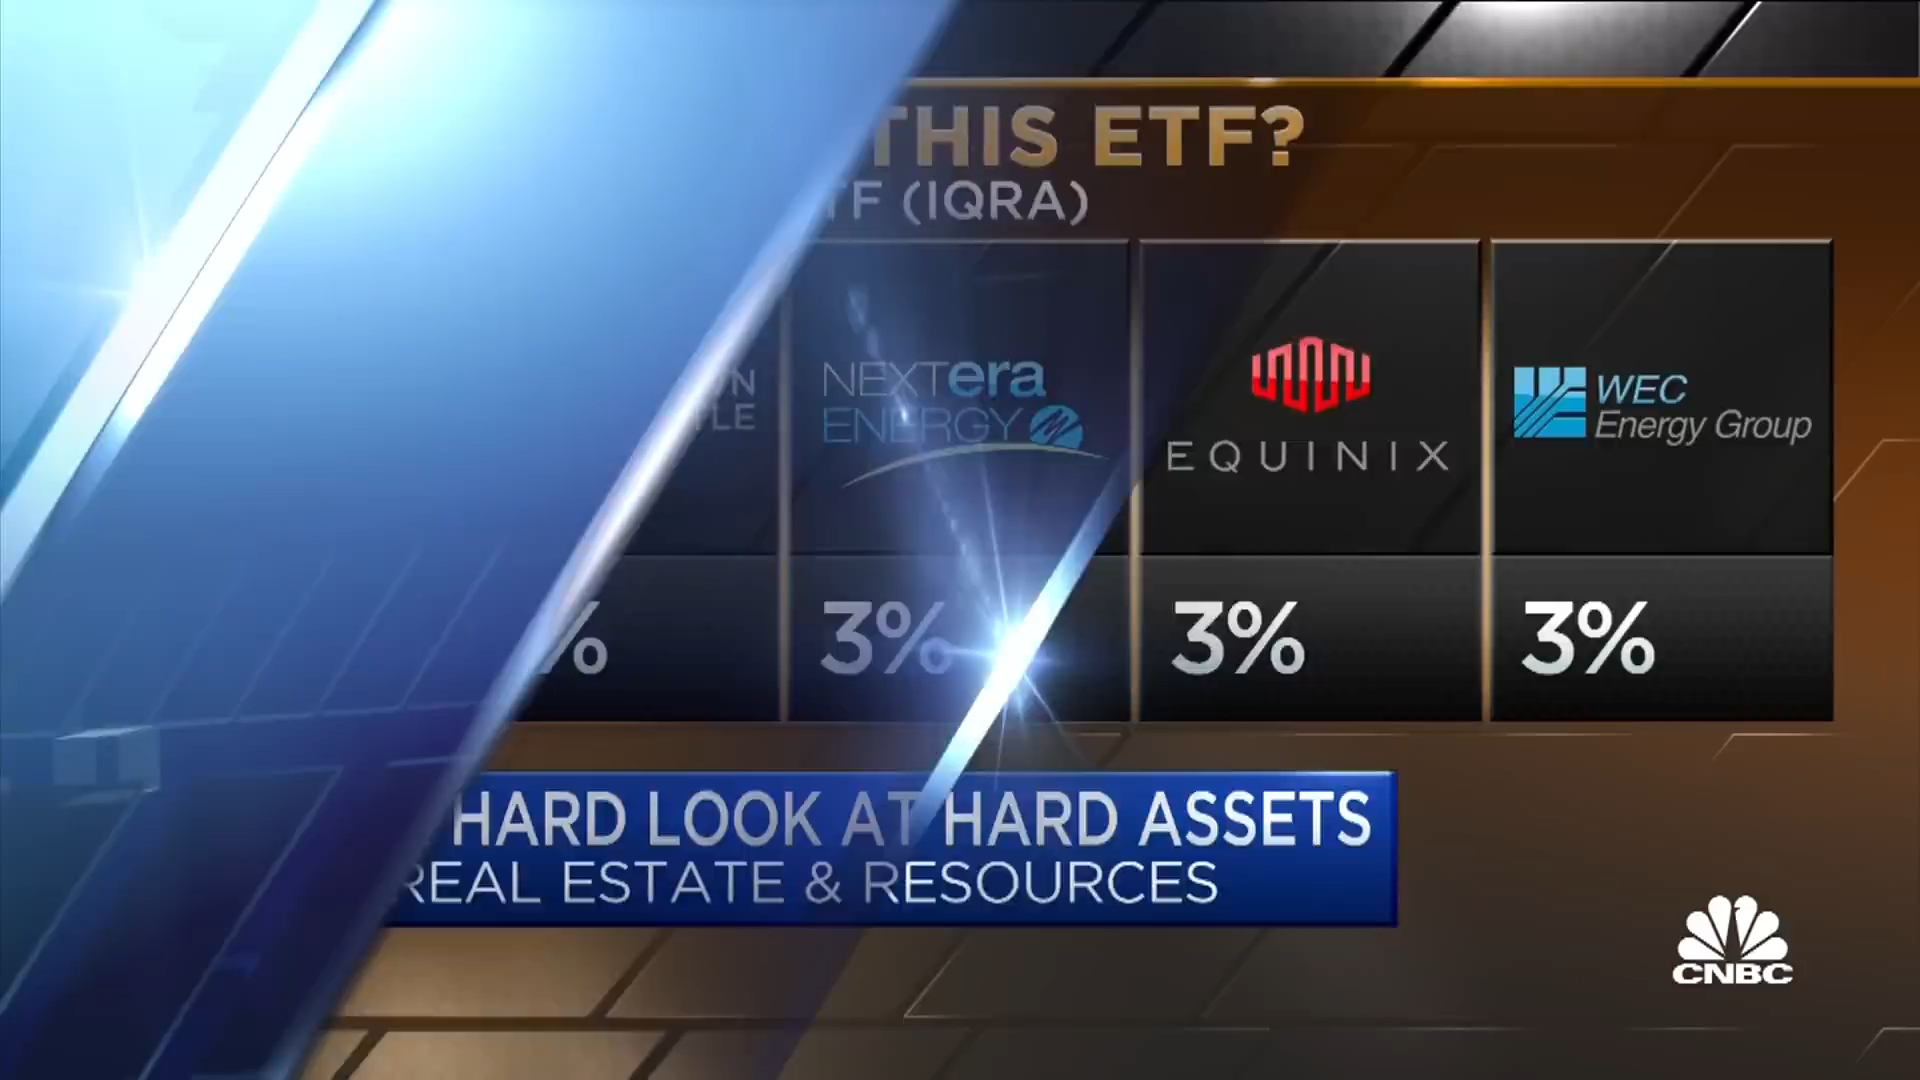 THIS ETF?
TF (IQRA)
NEXTera
ENERGY
EQUINIX
WEC
Energy Group
%
3%
3%
3%
HARD LOOK AT HARD ASSETS
REAL ESTATE & RESOURCES
CNBC